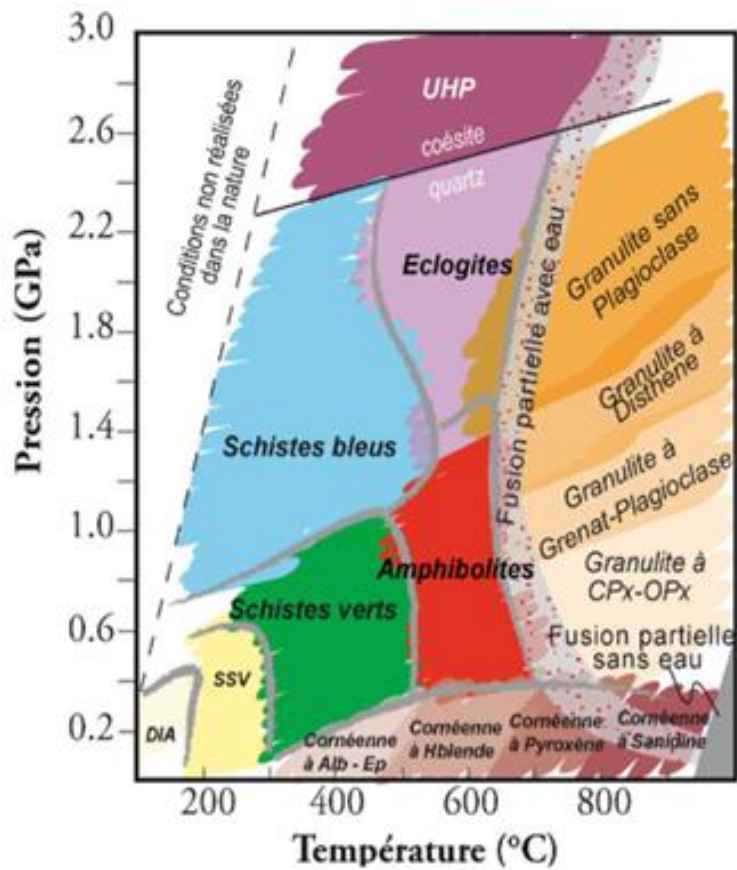 3.0
2.6
2.2
1.8
1.4
1.0
0.6
0.2
Pression (GPa)
Conditions non réalisées
dans la nature
UHP
coésite
quartz
Eclogites
Schistes bleus
Fusion partielle avec eau
Granulite sans
Plagioclase
Granulite à
Disthène
Granulite à
Grenat-Plagioclase
Granulite à
CPx-OPx
Amphibolites
Schistes verts
Fusion partielle
sans eau
SSV
DIA
Cornéenne
à Alb - Ep
Cornéenne
à Hblende
Cornéenne
à Pyroxène
Cornéenne
à Sanidine
200
400
600
800
Température (°C)